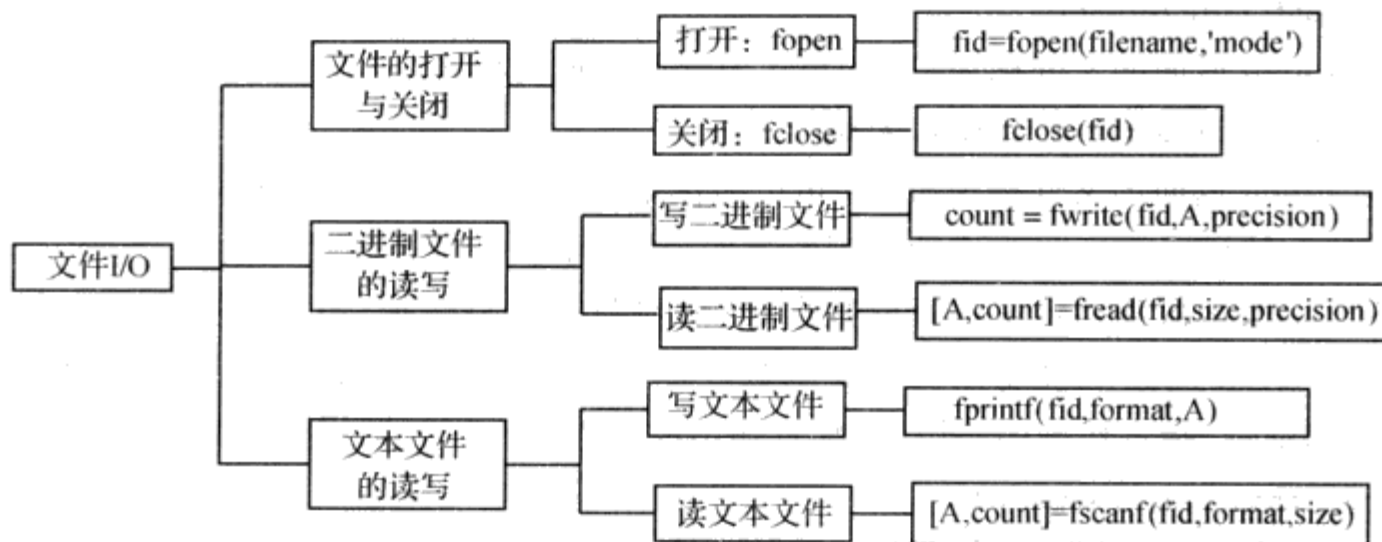 文件I/O
文件的打开
与关闭
打开：fopen
fid=fopen(filename,'mode')
关闭：fclose
fclose(fid)
二进制文件
的读写
写二进制文件
count = fwrite(fid,A,precision)
读二进制文件
[A,count]=fread(fid,size,precision)
文本文件
的读写
写文本文件
fprintf(fid,format,A)
读文本文件
[A,count]=fscanf(fid,format,size)